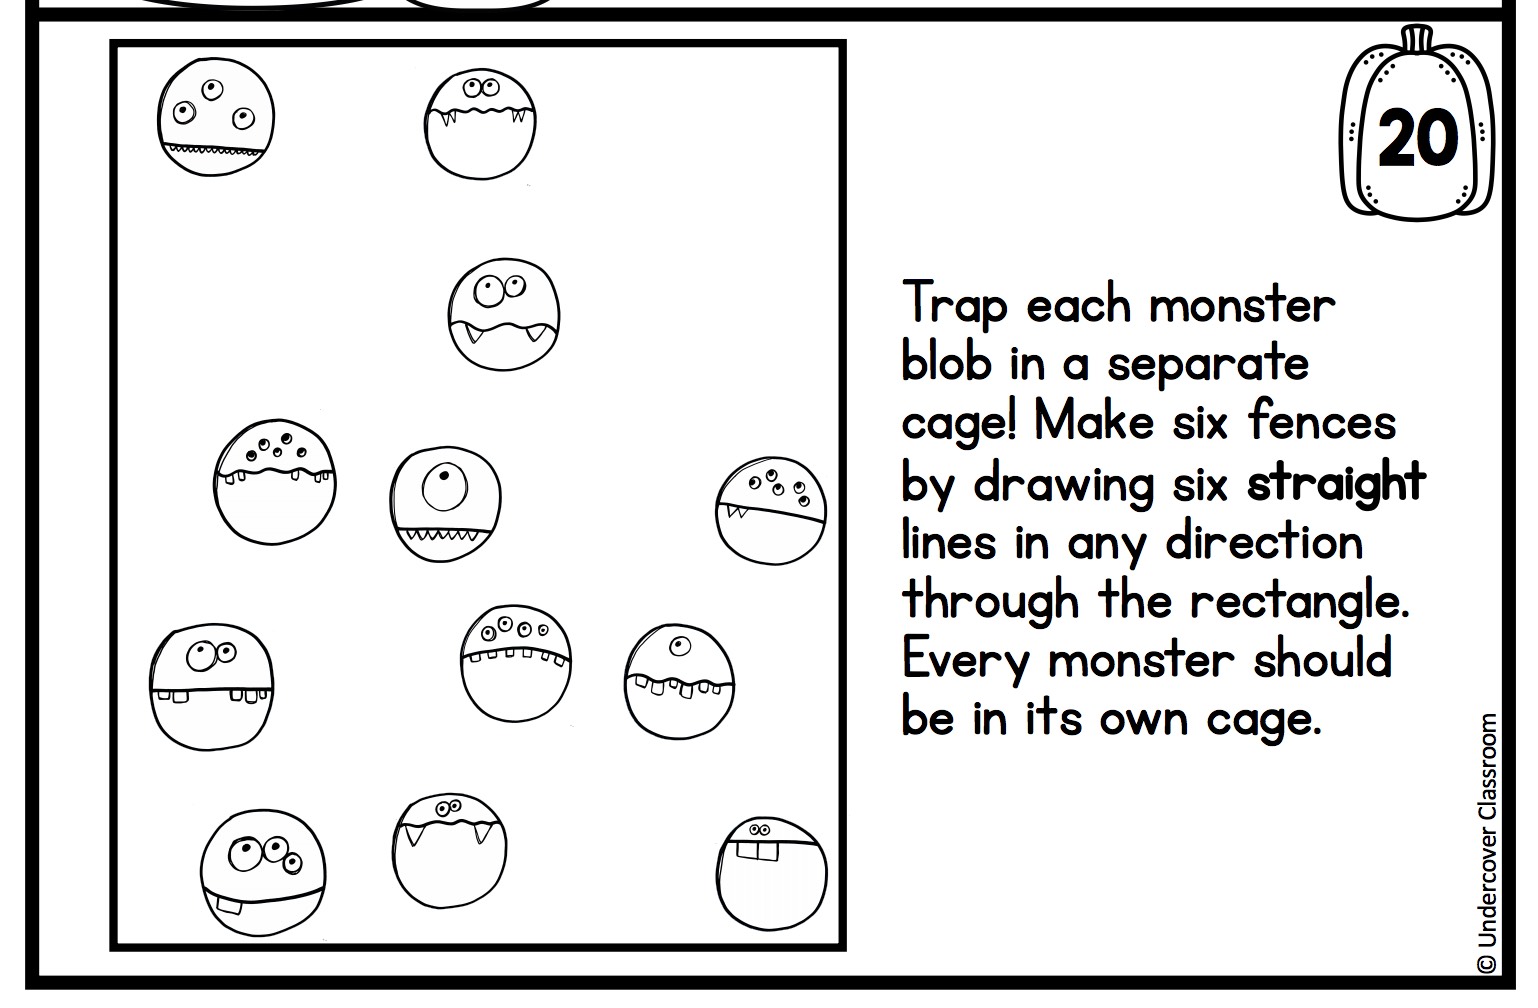 20
Trap each monster
blob in a separate
cage! Make six fences
by drawing six straight
lines in any direction
through the rectangle.
Every monster should
be in its own cage.
© Undercover Classroom